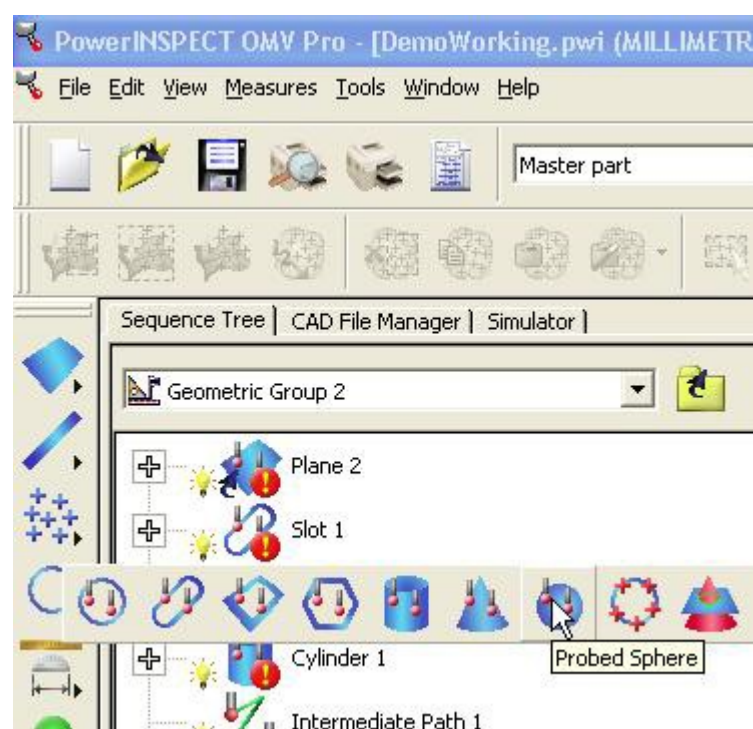 PowerINSPECT OMV Pro - [DemoWorking.pwi (MILLIMETR
File Edit View Measures Tools Window Help
Master part
Sequence Tree CAD File Manager Simulator
Geometric Group 2
Plane 2
Slot 1
Probed Sphere
Cylinder 1
Intermediate Path 1